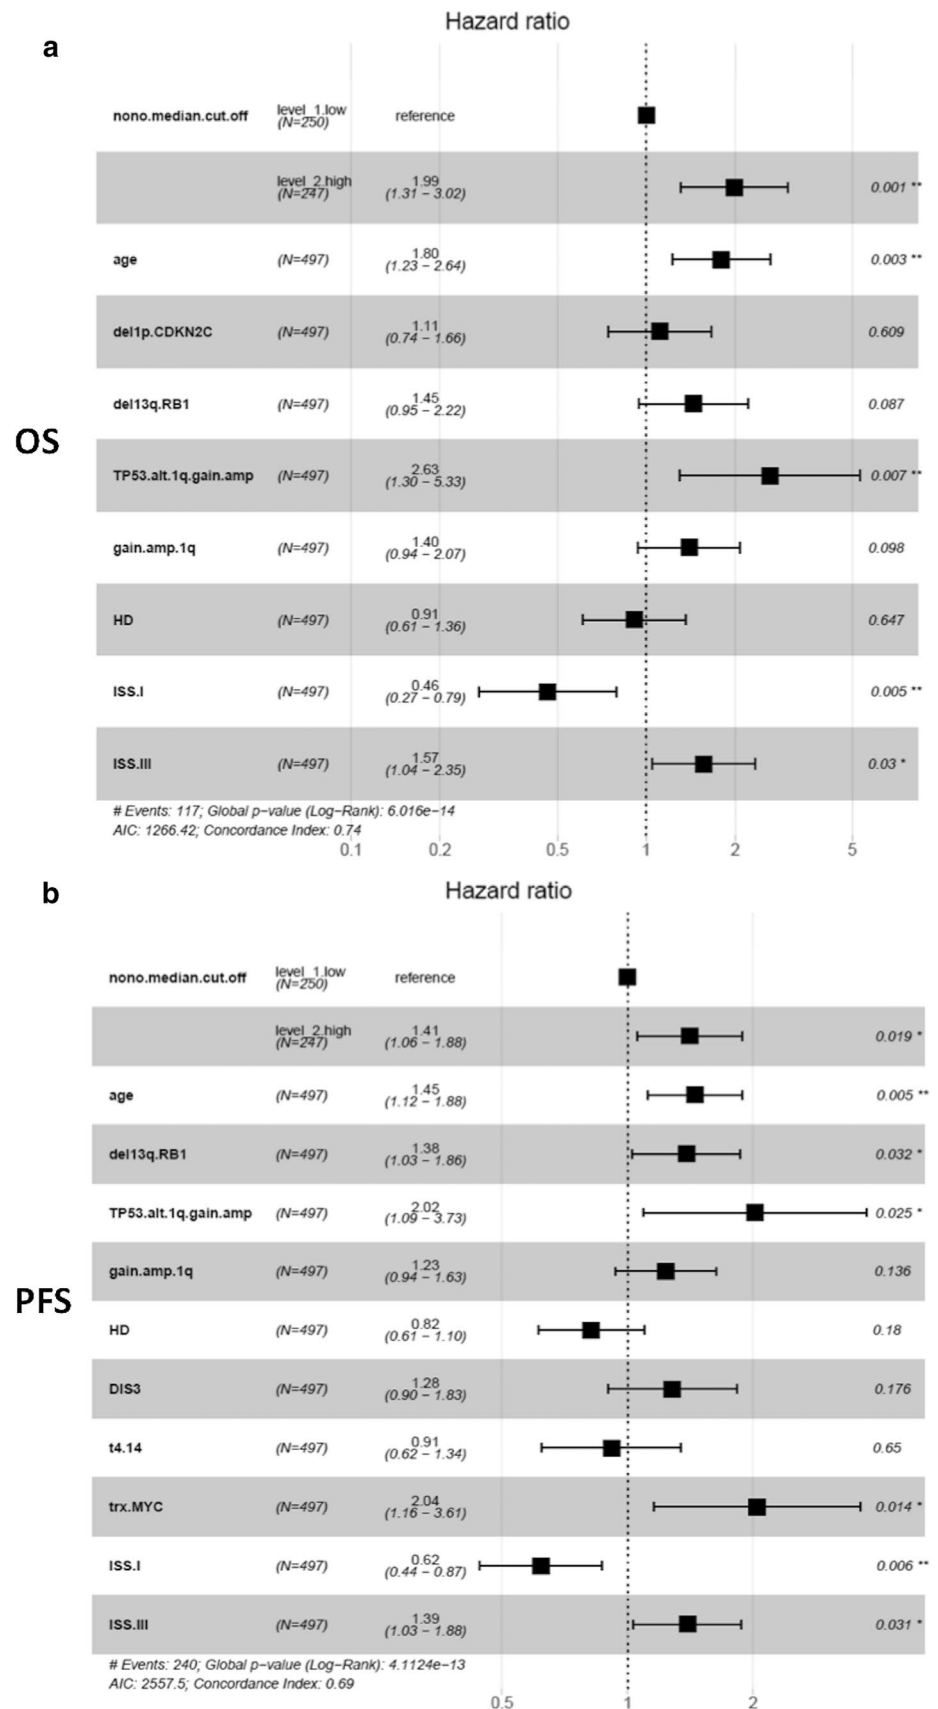 Hazard ratio
a
nono.median.cut.off level_1.low (N=250) reference
level_2.high (N=247) 1.99 (1.31 − 3.02) 0.001 **
age (N=497) 1.80 (1.23 − 2.64) 0.003 **
del1p.CDKN2C (N=497) 1.11 (0.74 − 1.66) 0.609
del13q.RB1 (N=497) 1.45 (0.95 − 2.22) 0.087
OS
TP53.alt.1q.gain.amp (N=497) 2.63 (1.30 − 5.33) 0.007 **
gain.amp.1q (N=497) 1.40 (0.94 − 2.07) 0.098
HD (N=497) 0.91 (0.61 − 1.36) 0.647
ISS.I (N=497) 0.46 (0.27 − 0.79) 0.005 **
ISS.III (N=497) 1.57 (1.04 − 2.35) 0.03 *
# Events: 117; Global p−value (Log−Rank): 6.016e−14
AIC: 1266.42; Concordance Index: 0.74
0.1 0.2 0.5 1 2 5
b
Hazard ratio
nono.median.cut.off level_1.low (N=250) reference
level_2.high (N=247) 1.41 (1.06 − 1.88) 0.019 *
age (N=497) 1.45 (1.12 − 1.88) 0.005 **
del13q.RB1 (N=497) 1.38 (1.03 − 1.86) 0.032 *
TP53.alt.1q.gain.amp (N=497) 2.02 (1.09 − 3.73) 0.025 *
gain.amp.1q (N=497) 1.23 (0.94 − 1.63) 0.136
PFS
HD (N=497) 0.82 (0.61 − 1.10) 0.18
DIS3 (N=497) 1.28 (0.90 − 1.83) 0.176
t4.14 (N=497) 0.91 (0.62 − 1.34) 0.65
trx.MYC (N=497) 2.04 (1.16 − 3.61) 0.014 *
ISS.I (N=497) 0.62 (0.44 − 0.87) 0.006 **
ISS.III (N=497) 1.39 (1.03 − 1.88) 0.031 *
# Events: 240; Global p−value (Log−Rank): 4.1124e−13
AIC: 2557.5; Concordance Index: 0.69
0.5 1 2